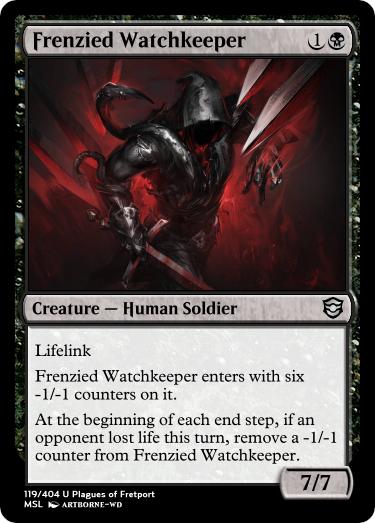 Frenzied Watchkeeper 1
Creature — Human Soldier
Lifelink
Frenzied Watchkeeper enters with six
-1/-1 counters on it.
At the beginning of each end step, if an
opponent lost life this turn, remove a -1/-1
counter from Frenzied Watchkeeper.
7/7
119/404 U Plagues of Fretport
MSL ARTBORNE-WD